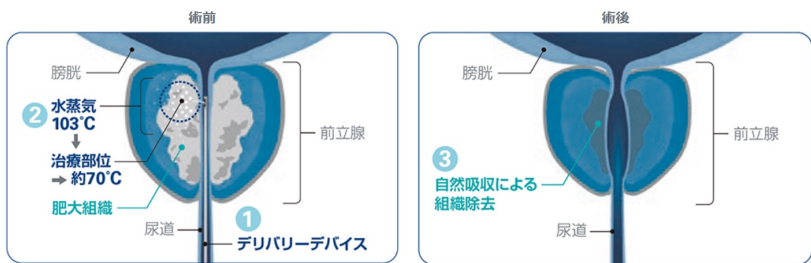 術前
膀胱
2
水蒸気
103℃
治療部位
約70℃
肥大組織
尿道
1
デリバリーデバイス
前立腺
術後
膀胱
3
自然吸収による
組織除去
尿道
前立腺